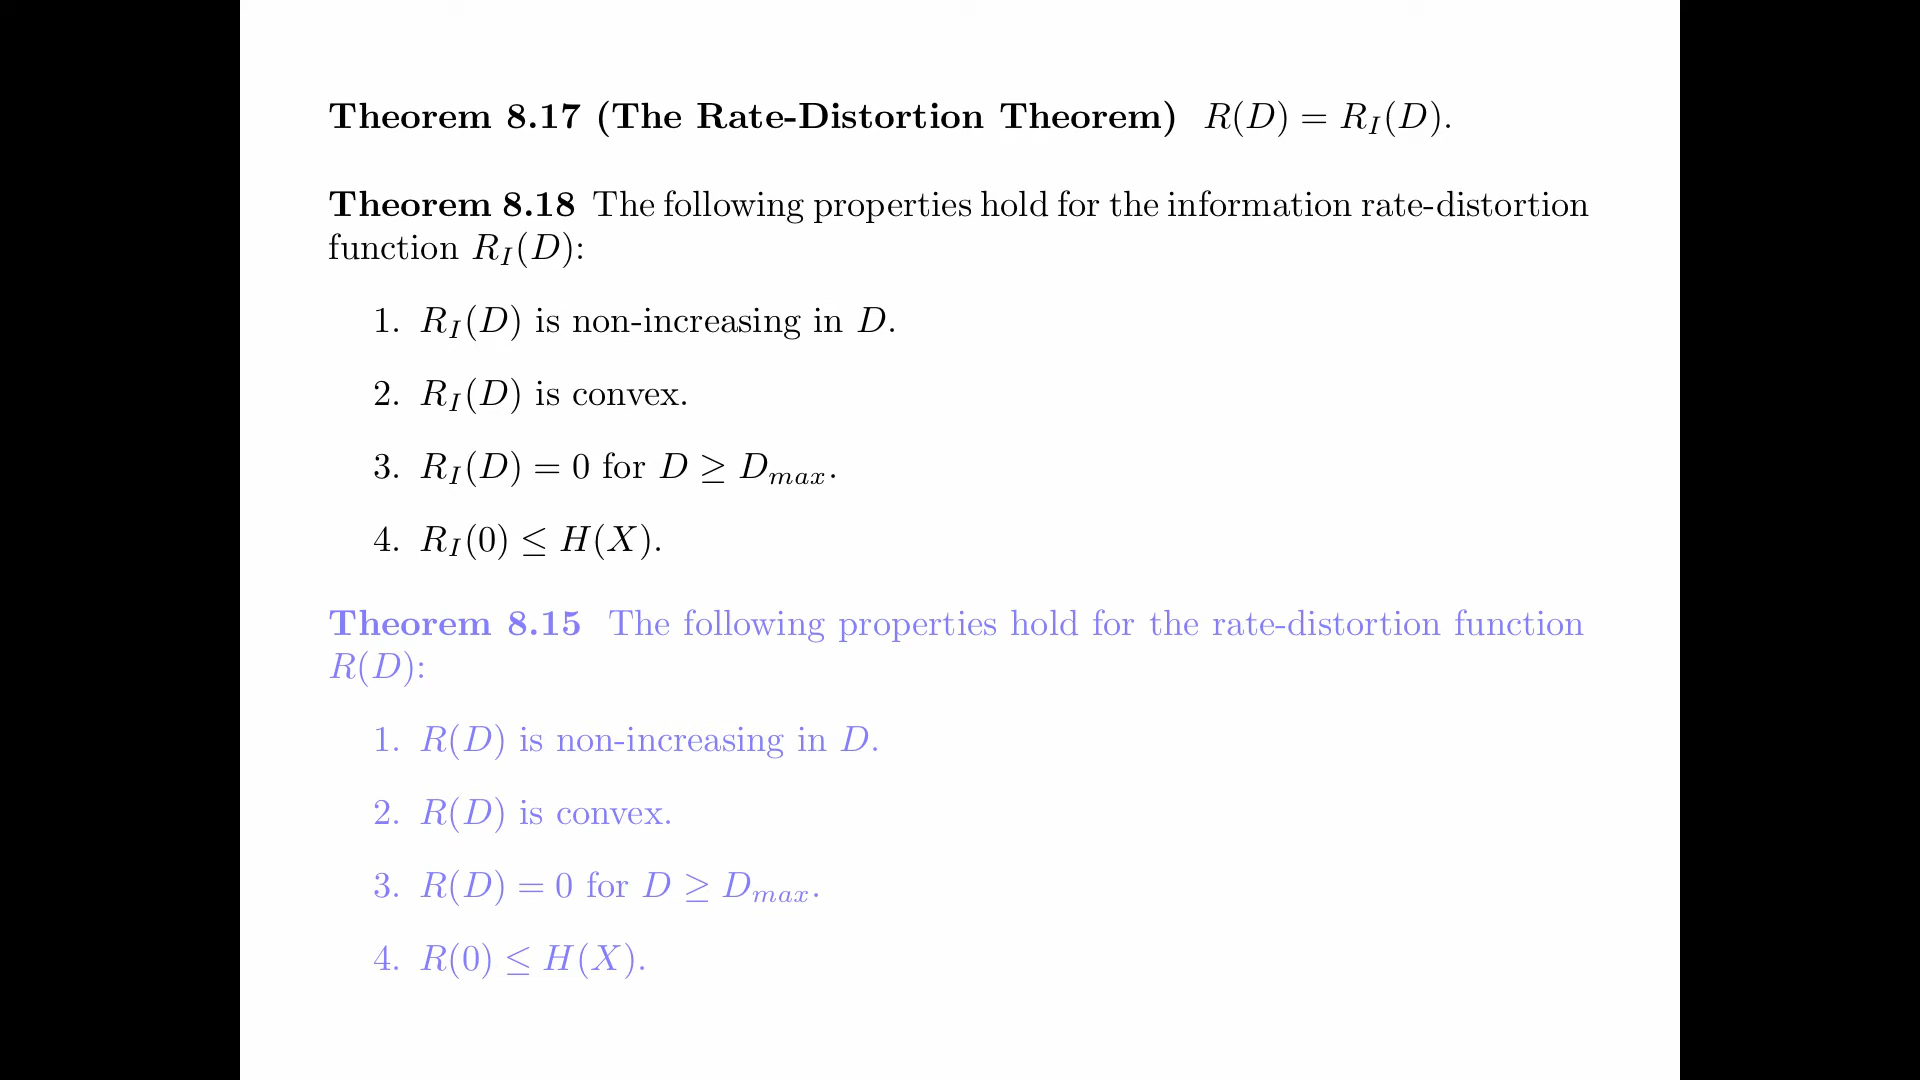 Theorem 8.17 (The Rate-Distortion Theorem) R(D) = R_I(D).
Theorem 8.18 The following properties hold for the information rate-distortion
function R_I(D):
1. R_I(D) is non-increasing in D.
2. R_I(D) is convex.
3. R_I(D) = 0 for D ≥ D_max.
4. R_I(0) ≤ H(X).
Theorem 8.15 The following properties hold for the rate-distortion function
R(D):
1. R(D) is non-increasing in D.
2. R(D) is convex.
3. R(D) = 0 for D ≥ D_max.
4. R(0) ≤ H(X).